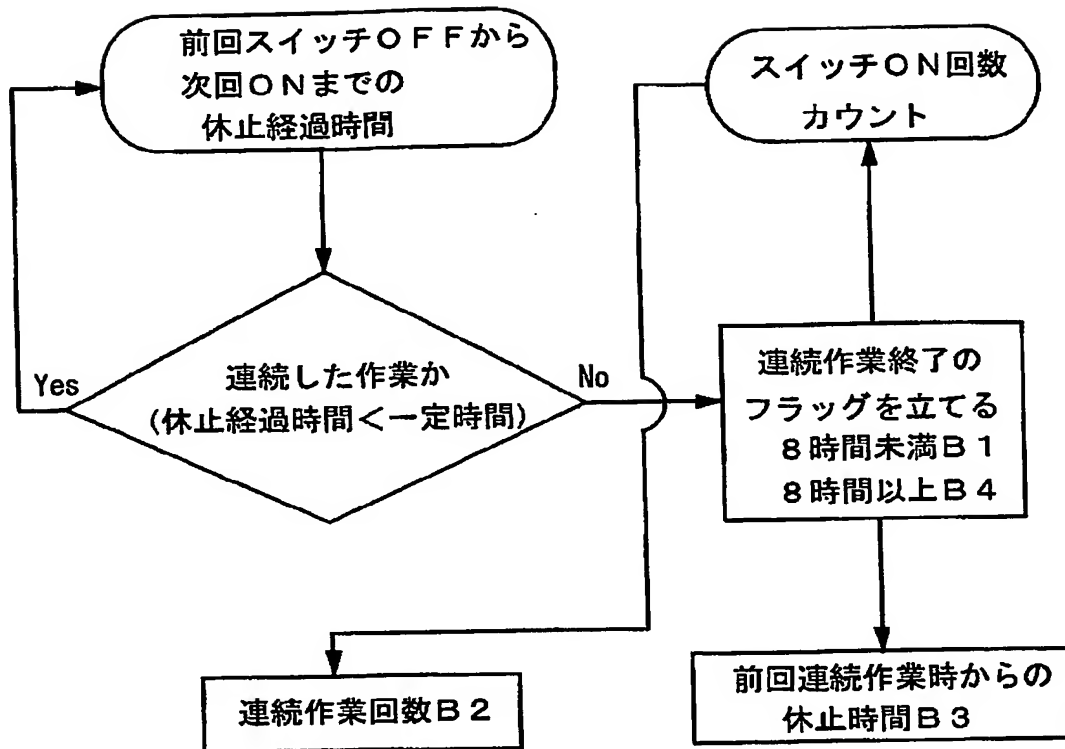 前回スイッチOFFから
次回ONまでの
休止経過時間
スイッチON回数
カウント
連続した作業か
(休止経過時間<一定時間)
Yes
No
連続作業終了の
フラッグを立てる
8時間未満B1
8時間以上B4
連続作業回数B2
前回連続作業時からの
休止時間B3